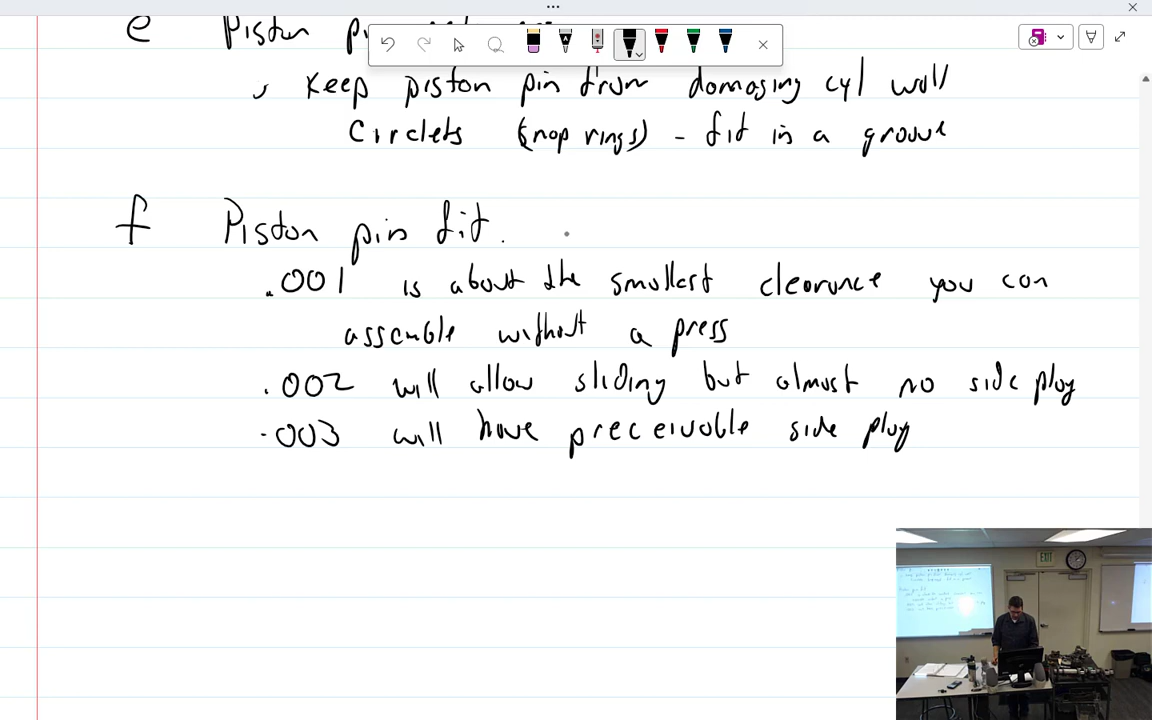 e Piston
Keep piston pin from damaging cyl wall
Circlets (snap rings) - fit in a groove
f Piston pin fit.
.001 is about the smallest clearance you can
assemble without a press
.002 will allow sliding but almost no side play
.003 will have preceivable side play
EXIT